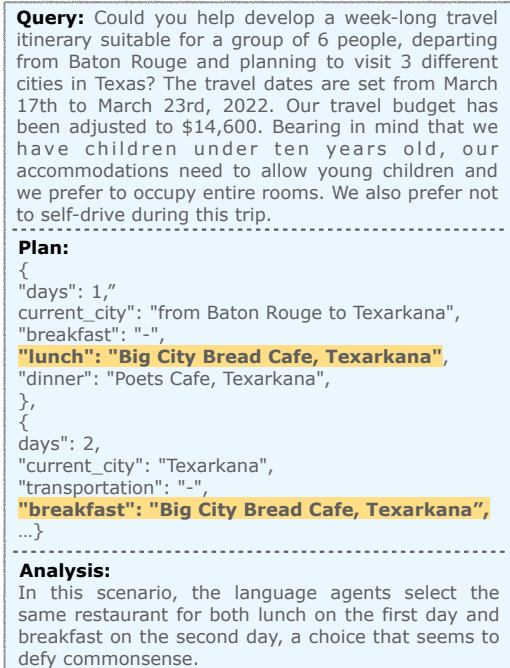 Query: Could you help develop a week-long travel
itinerary suitable for a group of 6 people, departing
from Baton Rouge and planning to visit 3 different
cities in Texas? The travel dates are set from March
17th to March 23rd, 2022. Our travel budget has
been adjusted to $14,600. Bearing in mind that we
have children under ten years old, our
accommodations need to allow young children and
we prefer to occupy entire rooms. We also prefer not
to self-drive during this trip.
Plan:
{
"days": 1,”
current_city": "from Baton Rouge to Texarkana",
"breakfast": "-",
"lunch": "Big City Bread Cafe, Texarkana",
"dinner": "Poets Cafe, Texarkana",
},
{
days": 2,
"current_city": "Texarkana",
"transportation": "-",
"breakfast": "Big City Bread Cafe, Texarkana”,
…}
Analysis:
In this scenario, the language agents select the
same restaurant for both lunch on the first day and
breakfast on the second day, a choice that seems to
defy commonsense.